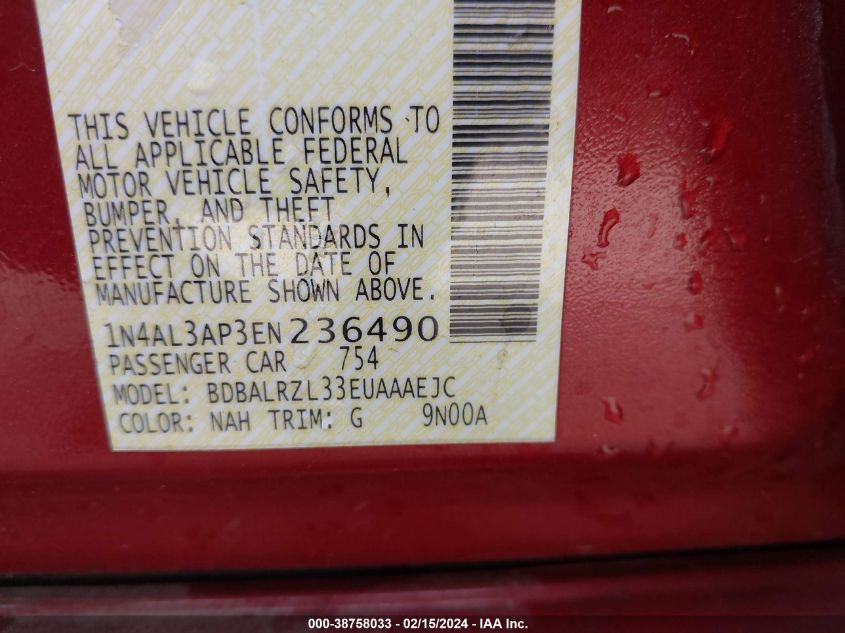 THIS VEHICLE CONFORMS TO
ALL APPLICABLE FEDERAL
MOTOR VEHICLE SAFETY,
BUMPER, AND THEFT
PREVENTION STANDARDS IN
EFFECT ON THE DATE OF
MANUFACTURE SHOWN ABOVE.
1N4AL3AP3EN 236490
PASSENGER CAR 754
MODEL: BDBALRZL33EUAAAEJC
COLOR: NAH TRIM: G 9N00A
000-38758033 - 02/15/2024 - IAA Inc.